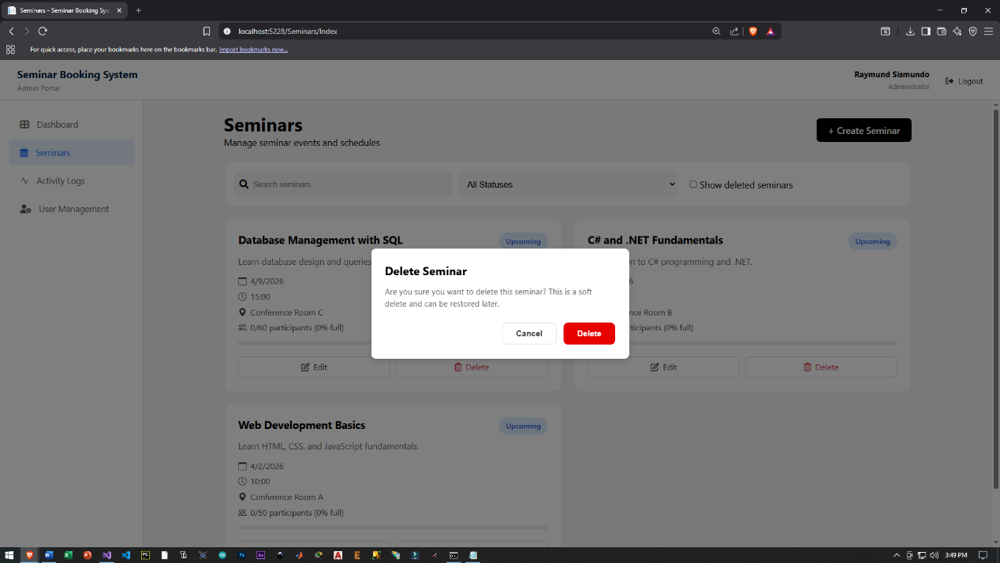 Seminars - Seminar Booking Syst
localhost:5228/Seminars/Index
For quick access, place your bookmarks here on the bookmarks bar. Import bookmarks now...
Seminar Booking System
Admin Portal
Raymund Sismundo
Administrator
Logout
Dashboard
Seminars
Activity Logs
User Management
Seminars
Manage seminar events and schedules
+ Create Seminar
Search seminars...
All Statuses
Show deleted seminars
Database Management with SQL
Upcoming
Learn database design and queries
4/9/2026
15:00
Conference Room C
0/60 participants (0% full)
Edit
Delete
C# and .NET Fundamentals
Upcoming
on to C# programming and .NET.
nce Room B
rticipants (0% full)
Edit
Delete
Delete Seminar
Are you sure you want to delete this seminar? This is a soft
delete and can be restored later.
Cancel
Delete
Web Development Basics
Upcoming
Learn HTML, CSS, and JavaScript fundamentals.
4/2/2026
10:00
Conference Room A
0/50 participants (0% full)
3:49 PM